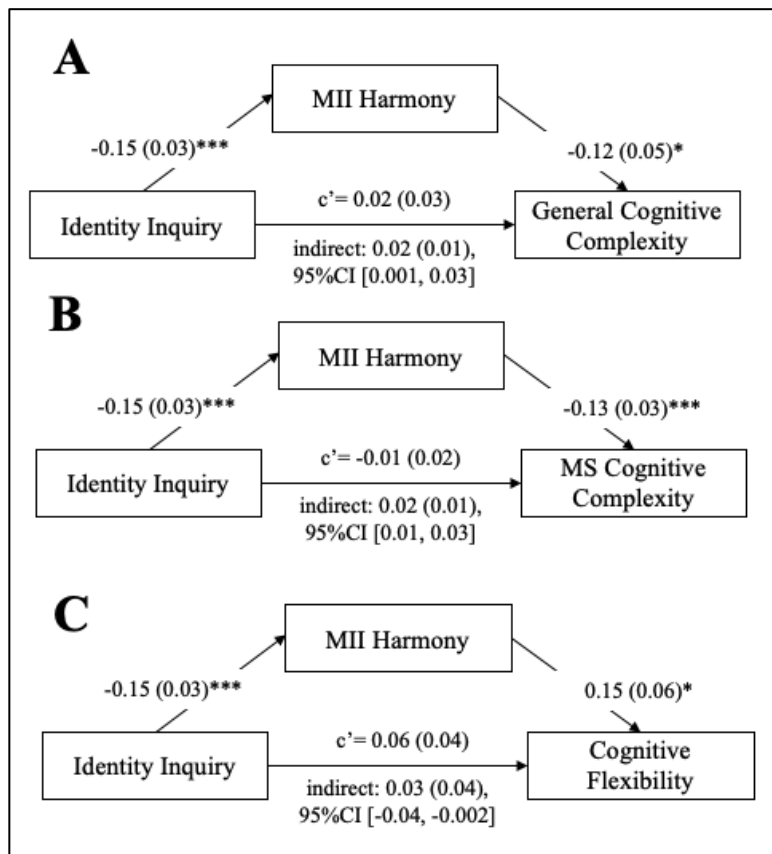 A
MII Harmony
-0.15 (0.03)***
-0.12 (0.05)*
Identity Inquiry
c’= 0.02 (0.03)
General Cognitive
Complexity
indirect: 0.02 (0.01),
95%CI [0.001, 0.03]
B
MII Harmony
-0.15 (0.03)***
-0.13 (0.03)***
Identity Inquiry
c’= -0.01 (0.02)
MS Cognitive
Complexity
indirect: 0.02 (0.01),
95%CI [0.01, 0.03]
C
MII Harmony
-0.15 (0.03)***
0.15 (0.06)*
Identity Inquiry
c’= 0.06 (0.04)
Cognitive
Flexibility
indirect: 0.03 (0.04),
95%CI [-0.04, -0.002]